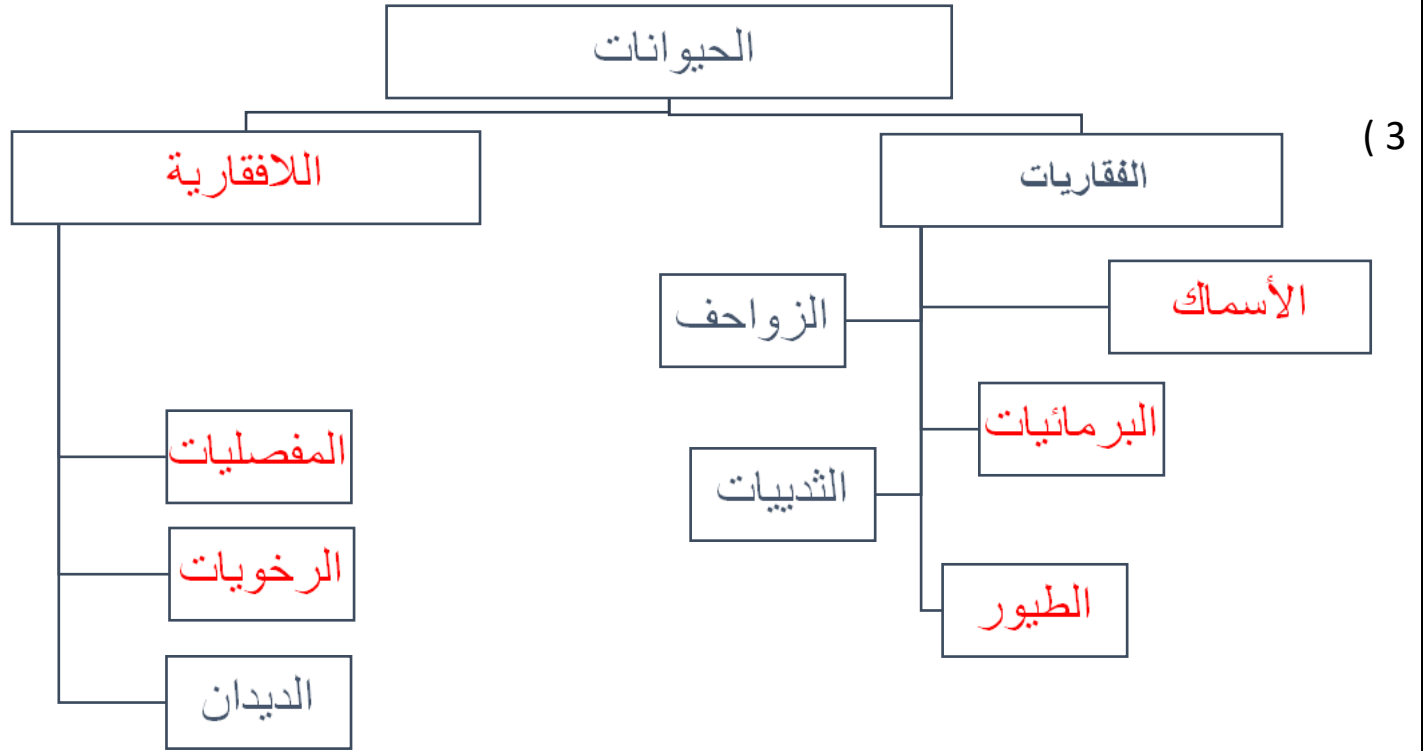 الحيوانات
3 )
الفقاريات
اللافقارية
الأسماك
الزواحف
البرمائيات
الثدييات
الطيور
المفصليات
الرخويات
الديدان